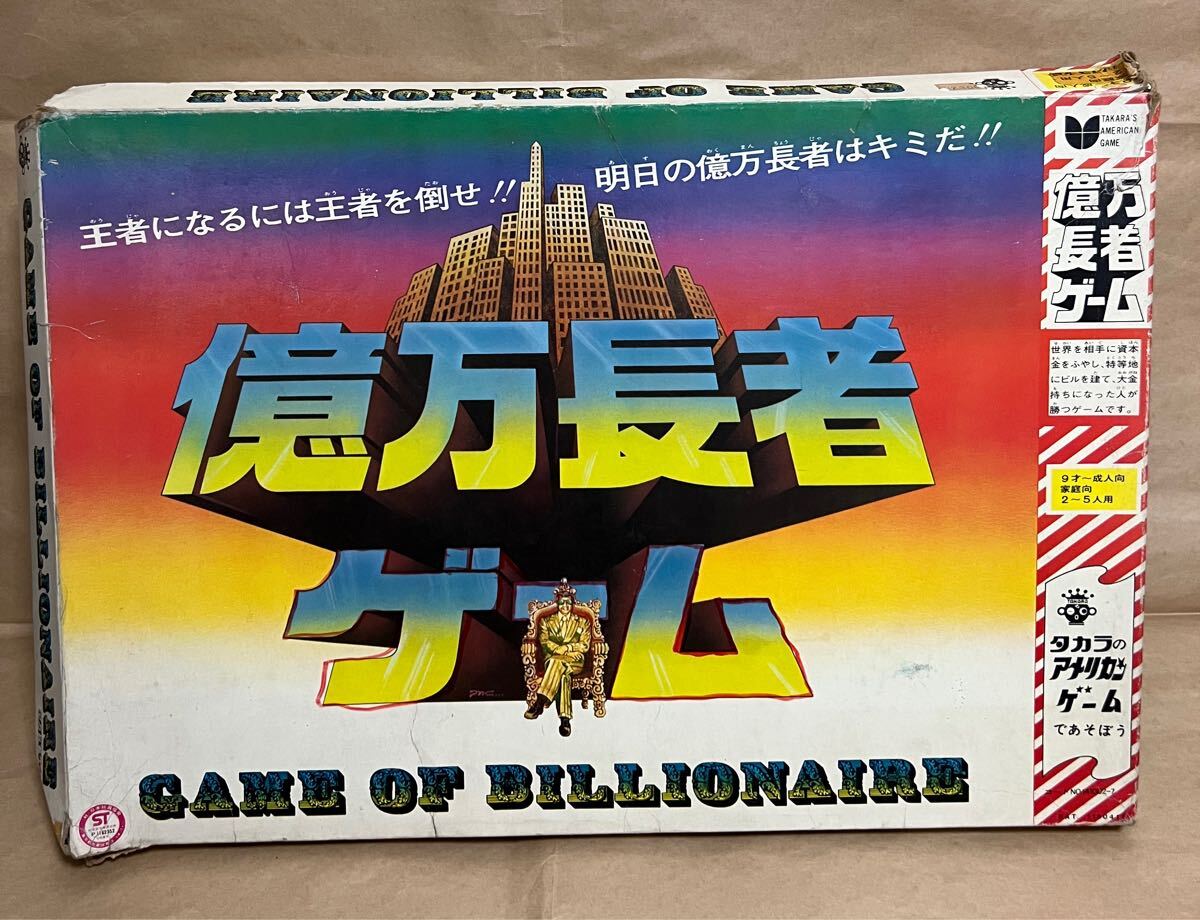 GAME OF BILLIONAIRE
王者になるには王者を倒せ!!
明日の億万長者はキミだ!!
億万長者
ゲーム
GAME OF BILLIONAIRE
GAME OF BILLIONAIRE
ST
TAKARA'S
AMERICAN
GAME
億万
長者
ゲーム
世界を相手に資本
金をふやし、特等地
にビルを建て、大金
持ちになった人が
勝つゲームです。
9才〜成人向
家庭向
2〜5人用
TAKARA
タカラの
アメリカン
ゲーム
であそぼう